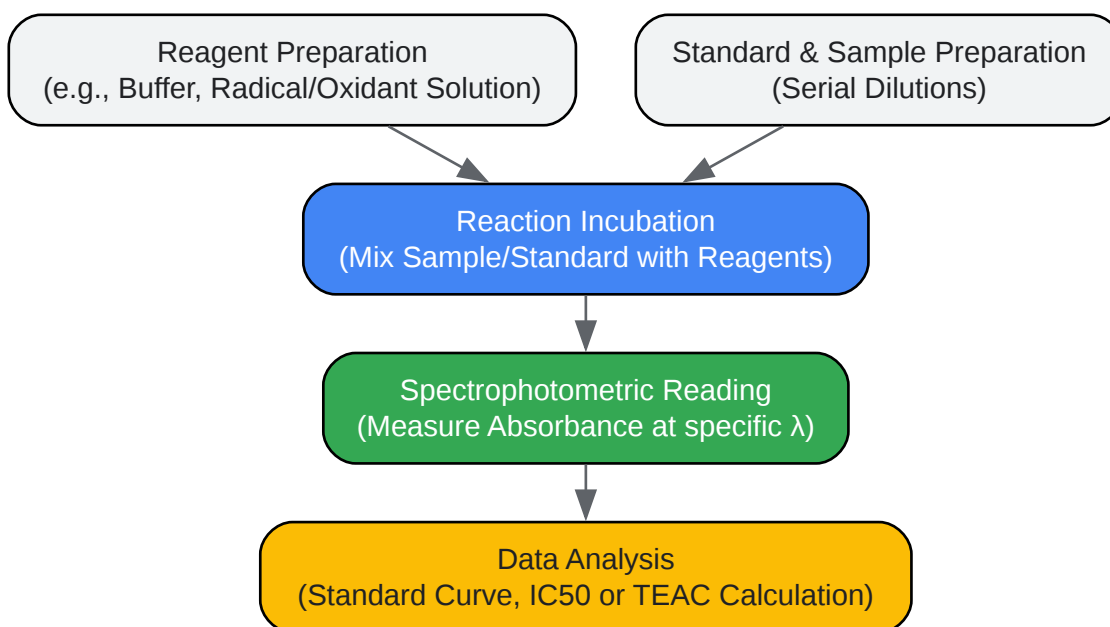 Reagent Preparation
(e.g., Buffer, Radical/Oxidant Solution)
Standard & Sample Preparation
(Serial Dilutions)
Reaction Incubation
(Mix Sample/Standard with Reagents)
Spectrophotometric Reading
(Measure Absorbance at specific λ)
Data Analysis
(Standard Curve, IC50 or TEAC Calculation)